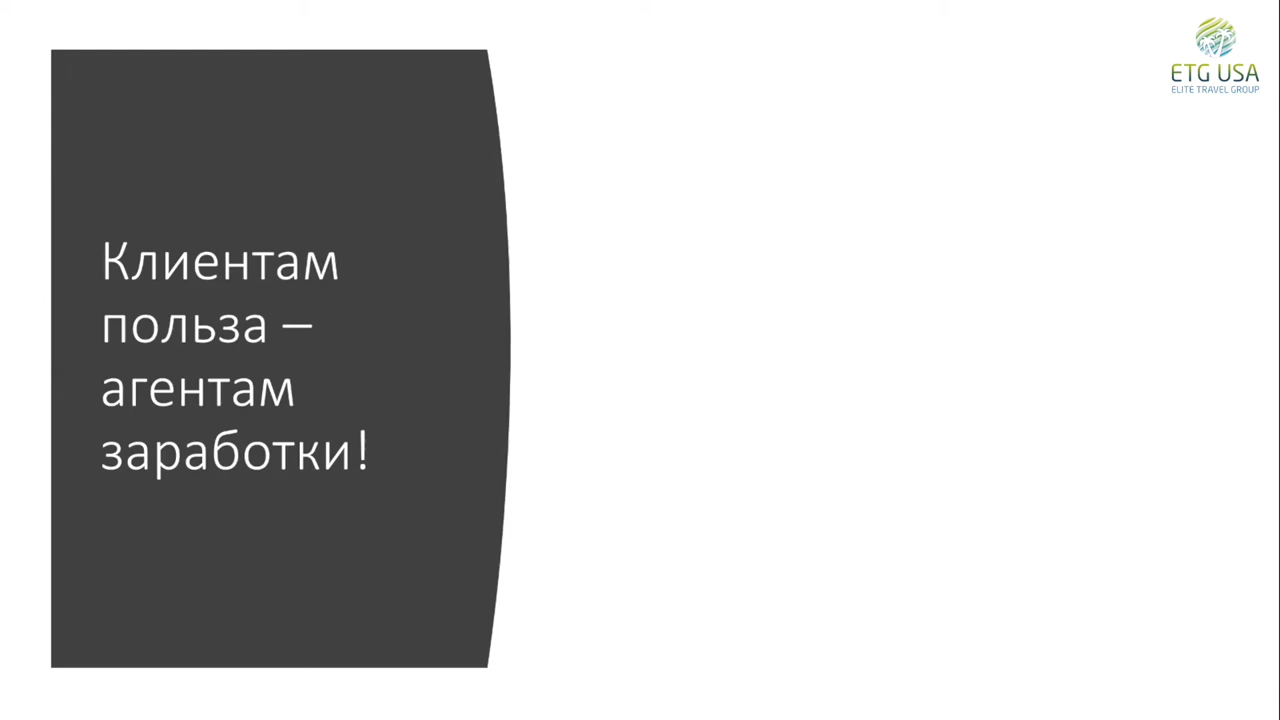 ETG USA
ELITE TRAVEL GROUP
Клиентам
польза –
агентам
заработки!